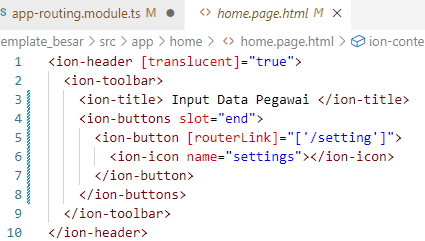 app-routing.module.ts
home.page.html
emplate_besar > src > app > home > home.page.html > ion-conte
1 <ion-header [translucent]="true">
2 <ion-toolbar>
3 <ion-title> Input Data Pegawai </ion-title>
4 <ion-buttons slot="end">
5 <ion-button [routerLink]="['/setting']">
6 <ion-icon name="settings"></ion-icon>
7 </ion-button>
8 </ion-buttons>
9 </ion-toolbar>
10 </ion-header>